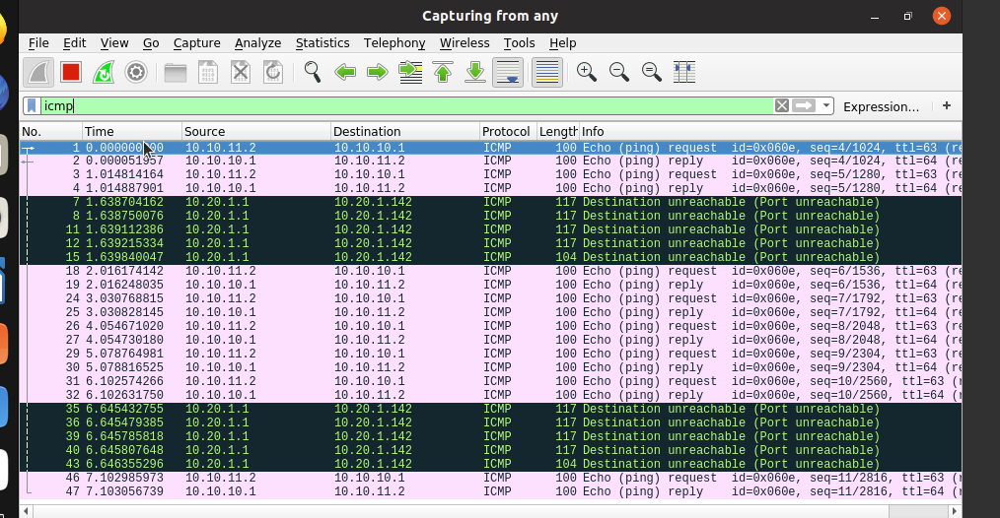 Capturing from any
File Edit View Go Capture Analyze Statistics Telephony Wireless Tools Help
icmp Expression... +
No. Time Source Destination Protocol Length Info
1 0.000000000 10.10.11.2 10.10.10.1 ICMP 100 Echo (ping) request id=0x060e, seq=4/1024, ttl=63 (re
2 0.000051957 10.10.10.1 10.10.11.2 ICMP 100 Echo (ping) reply id=0x060e, seq=4/1024, ttl=64 (re
3 1.014814164 10.10.11.2 10.10.10.1 ICMP 100 Echo (ping) request id=0x060e, seq=5/1280, ttl=63 (re
4 1.014887901 10.10.10.1 10.10.11.2 ICMP 100 Echo (ping) reply id=0x060e, seq=5/1280, ttl=64 (re
7 1.638704162 10.20.1.1 10.20.1.142 ICMP 117 Destination unreachable (Port unreachable)
8 1.638750076 10.20.1.1 10.20.1.142 ICMP 117 Destination unreachable (Port unreachable)
11 1.639112386 10.20.1.1 10.20.1.142 ICMP 117 Destination unreachable (Port unreachable)
12 1.639215334 10.20.1.1 10.20.1.142 ICMP 117 Destination unreachable (Port unreachable)
15 1.639840047 10.20.1.1 10.20.1.142 ICMP 104 Destination unreachable (Port unreachable)
18 2.016174142 10.10.11.2 10.10.10.1 ICMP 100 Echo (ping) request id=0x060e, seq=6/1536, ttl=63 (re
19 2.016248035 10.10.10.1 10.10.11.2 ICMP 100 Echo (ping) reply id=0x060e, seq=6/1536, ttl=64 (re
24 3.030768815 10.10.11.2 10.10.10.1 ICMP 100 Echo (ping) request id=0x060e, seq=7/1792, ttl=63 (re
25 3.030828145 10.10.10.1 10.10.11.2 ICMP 100 Echo (ping) reply id=0x060e, seq=7/1792, ttl=64 (re
26 4.054671020 10.10.11.2 10.10.10.1 ICMP 100 Echo (ping) request id=0x060e, seq=8/2048, ttl=63 (re
27 4.054730180 10.10.10.1 10.10.11.2 ICMP 100 Echo (ping) reply id=0x060e, seq=8/2048, ttl=64 (re
29 5.078764981 10.10.11.2 10.10.10.1 ICMP 100 Echo (ping) request id=0x060e, seq=9/2304, ttl=63 (re
30 5.078816525 10.10.10.1 10.10.11.2 ICMP 100 Echo (ping) reply id=0x060e, seq=9/2304, ttl=64 (re
31 6.102574266 10.10.11.2 10.10.10.1 ICMP 100 Echo (ping) request id=0x060e, seq=10/2560, ttl=63 (r
32 6.102631750 10.10.10.1 10.10.11.2 ICMP 100 Echo (ping) reply id=0x060e, seq=10/2560, ttl=64 (r
35 6.645432755 10.20.1.1 10.20.1.142 ICMP 117 Destination unreachable (Port unreachable)
36 6.645479385 10.20.1.1 10.20.1.142 ICMP 117 Destination unreachable (Port unreachable)
39 6.645785818 10.20.1.1 10.20.1.142 ICMP 117 Destination unreachable (Port unreachable)
40 6.645807648 10.20.1.1 10.20.1.142 ICMP 117 Destination unreachable (Port unreachable)
43 6.646355296 10.20.1.1 10.20.1.142 ICMP 104 Destination unreachable (Port unreachable)
46 7.102985973 10.10.11.2 10.10.10.1 ICMP 100 Echo (ping) request id=0x060e, seq=11/2816, ttl=63 (r
47 7.103056739 10.10.10.1 10.10.11.2 ICMP 100 Echo (ping) reply id=0x060e, seq=11/2816, ttl=64 (r